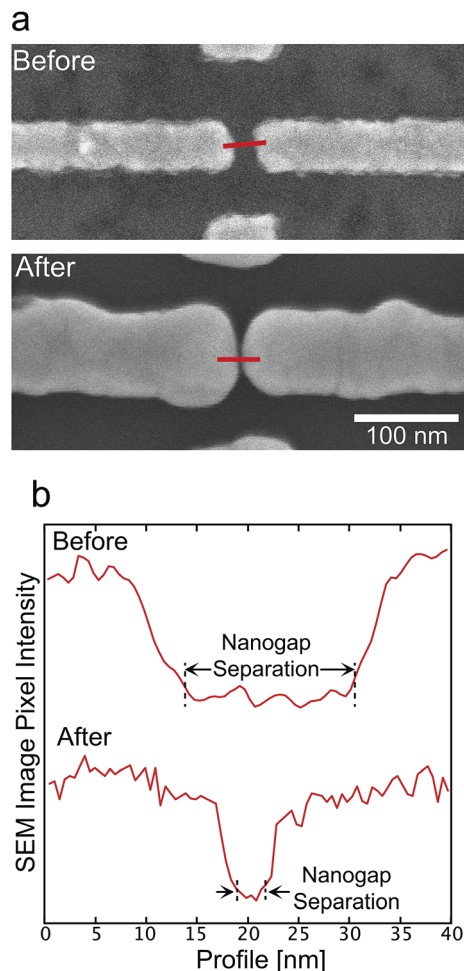 a
Before
After
100 nm
b
Before
Nanogap
Separation
After
Nanogap
Separation
SEM Image Pixel Intensity
0 5 10 15 20 25 30 35 40
Profile [nm]